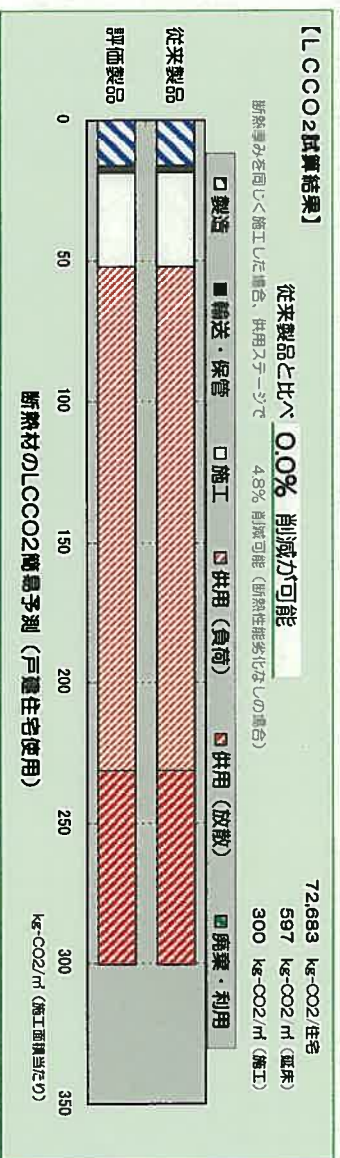 【LCCO2試算結果】
従来製品と比べ 0.0% 削減が可能
72,683 kg-CO2/住宅
597 kg-CO2/㎡(延床)
300 kg-CO2/㎡(施工)
断熱厚みを同じく施工した場合、供用ステージで 4.8% 削減可能(断熱性能劣化なしの場合)
製造 輸送・保管 施工 供用(負荷) 供用(放散) 廃棄・利用
従来製品
評価製品
0 50 100 150 200 250 300 350
kg-CO2/㎡(施工面積当たり)
断熱材のLCCO2簡易予測(戸建住宅使用)